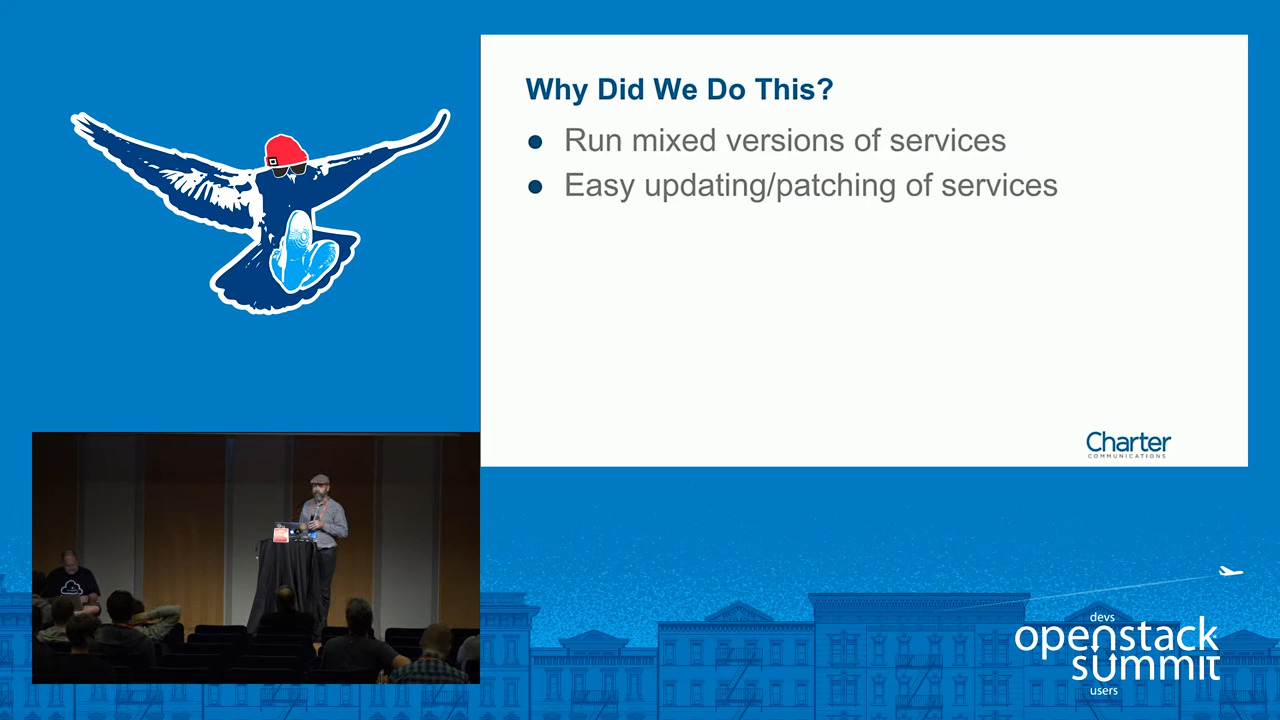 Why Did We Do This?
● Run mixed versions of services
● Easy updating/patching of services
Charter
COMMUNICATIONS
devs
openstack
summit
users